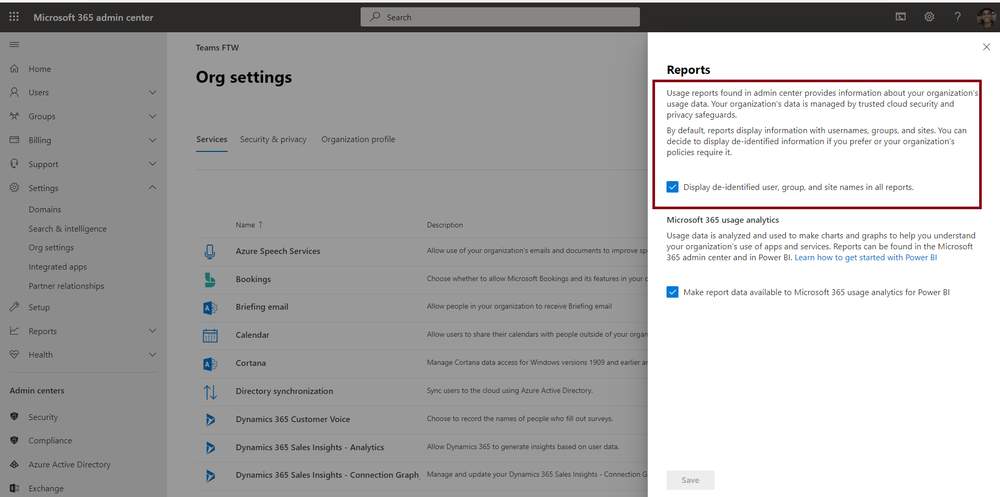 Microsoft 365 admin center
Search
Home
Users
Groups
Billing
Support
Settings
Domains
Search & intelligence
Org settings
Integrated apps
Partner relationships
Setup
Reports
Health
Admin centers
Security
Compliance
Azure Active Directory
Exchange
Teams FTW
Org settings
Services Security & privacy Organization profile
Name ↑ Description
Azure Speech Services Allow use of your organization's emails and documents to improve spe
Bookings Choose whether to allow Microsoft Bookings and its features in your o
Briefing email Allow people in your organization to receive Briefing email
Calendar Allow users to share their calendars with people outside of your organ
Cortana Manage Cortana data access for Windows versions 1909 and earlier an
Directory synchronization Sync users to the cloud using Azure Active Directory.
Dynamics 365 Customer Voice Choose to record the names of people who fill out surveys.
Dynamics 365 Sales Insights - Analytics Allow Dynamics 365 to generate insights based on user data.
Dynamics 365 Sales Insights - Connection Graph Manage and update your Dynamics 365 Sales Insights - Connection G
Reports
Usage reports found in admin center provides information about your organization's
usage data. Your organization's data is managed by trusted cloud security and
privacy safeguards.
By default, reports display information with usernames, groups, and sites. You can
decide to display de-identified information if you prefer or your organization's
policies require it.
Display de-identified user, group, and site names in all reports.
Microsoft 365 usage analytics
Usage data is analyzed and used to make charts and graphs to help you understand
your organization's use of apps and services. Reports can be found in the Microsoft
365 admin center and in Power BI. Learn how to get started with Power BI
Make report data available to Microsoft 365 usage analytics for Power BI
Save